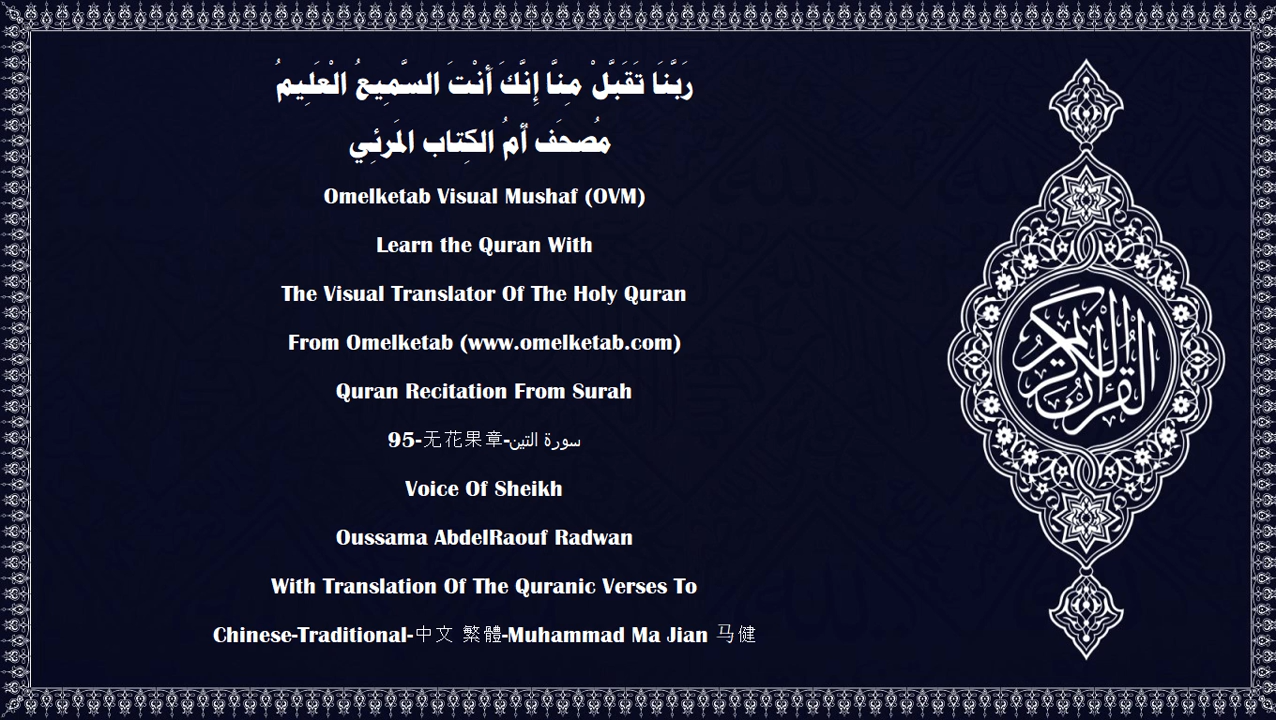 رَبَّنَا تَقَبَّلْ مِنَّا إِنَّكَ أَنْتَ السَّمِيعُ الْعَلِيمُ
مُصحَف أمُ الكِتاب المَرئِي
Omelketab Visual Mushaf (OVM)
Learn the Quran With
The Visual Translator Of The Holy Quran
From Omelketab (www.omelketab.com)
Quran Recitation From Surah
95-无花果章-سورة التين
Voice Of Sheikh
Oussama AbdelRaouf Radwan
With Translation Of The Quranic Verses To
Chinese-Traditional-中文 繁體-Muhammad Ma Jian 马健
القرآن الكريم